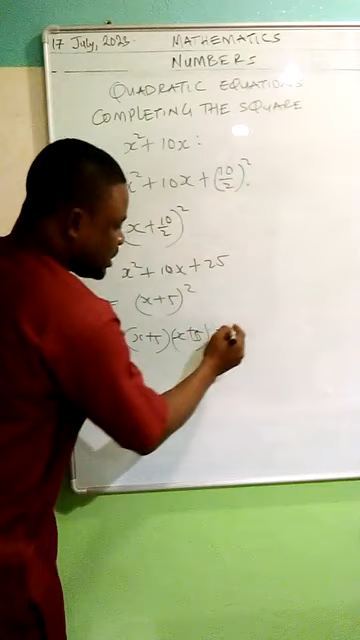 17 July, 2023. MATHEMATICS
NUMBERS
QUADRATIC EQUATIONS
COMPLETING THE SQUARE
x² + 10x :
x² + 10x + (10/2)².
(x + 10/2)²
x² + 10x + 25
= (x+5)²
(x+5)(x+5)